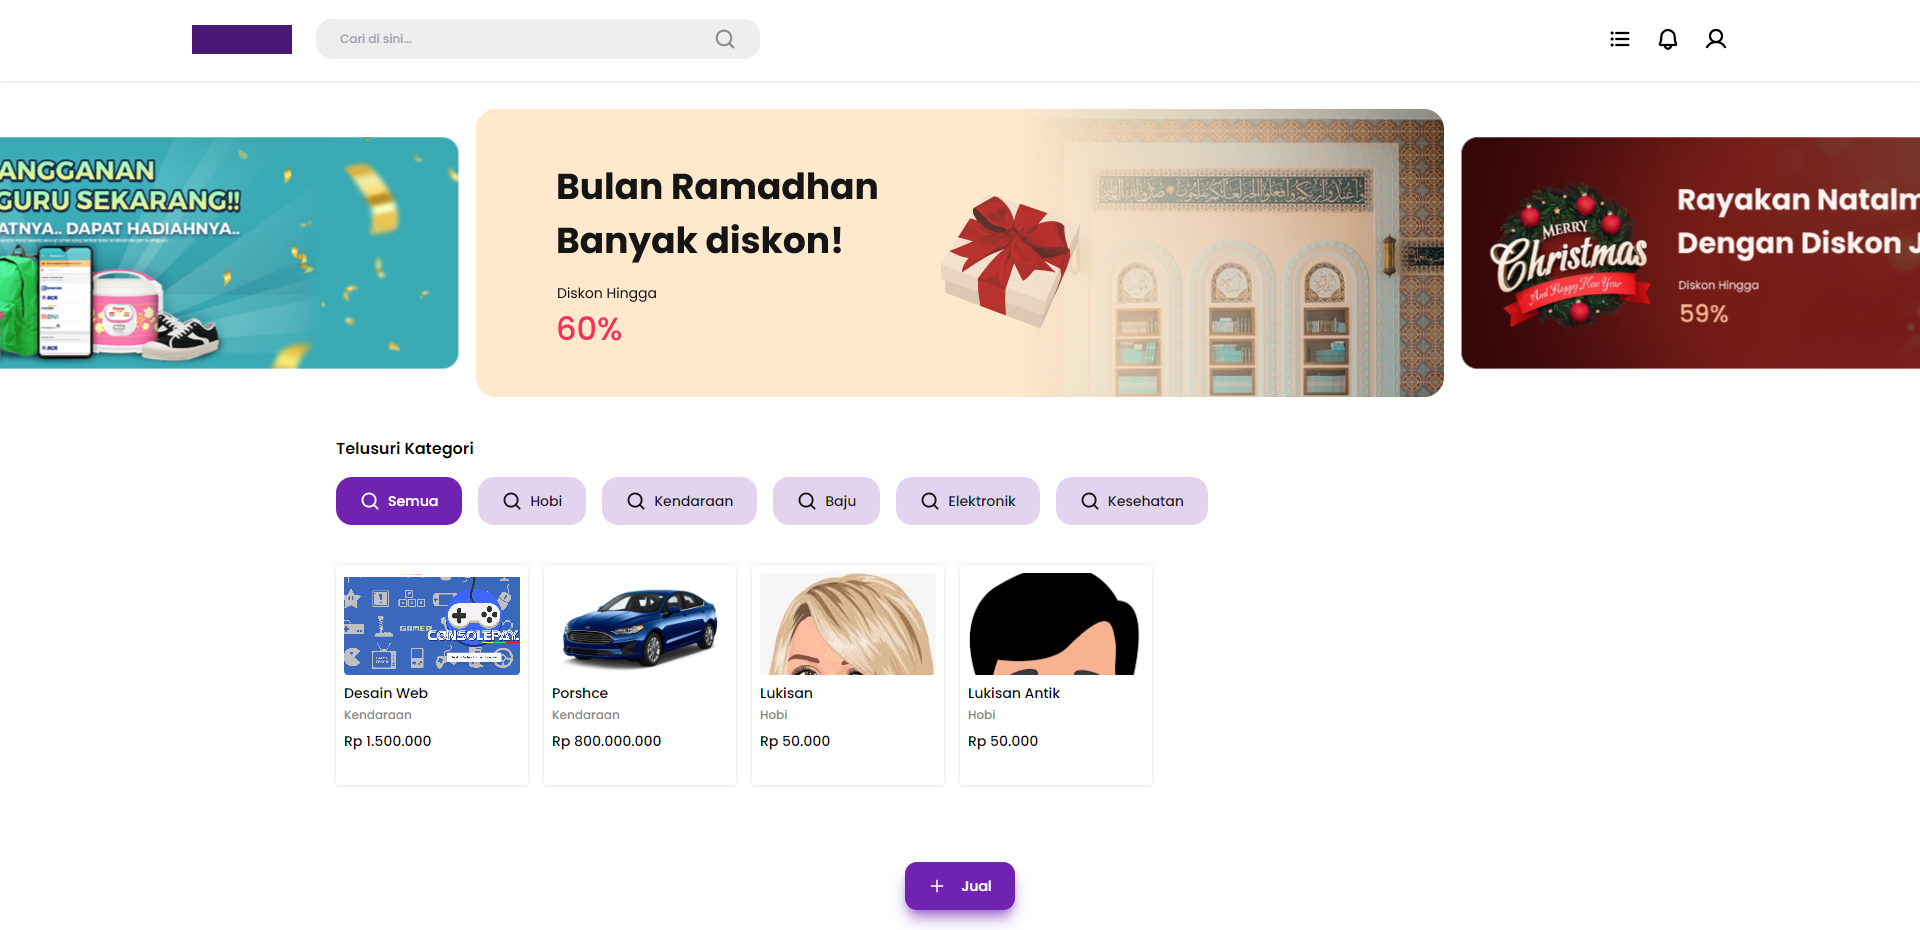 Cari di sini...
ANGGANAN
GURU SEKARANG!!
ATNYA.. DAPAT HADIAHNYA..
Bulan Ramadhan
Banyak diskon!
Diskon Hingga
60%
MERRY
Christmas
And Happy New Year
Rayakan Natalm
Dengan Diskon J
Diskon Hingga
59%
Telusuri Kategori
Semua
Hobi
Kendaraan
Baju
Elektronik
Kesehatan
GAMER
CONSOLEPAY.
Desain Web
Kendaraan
Rp 1.500.000
Porshce
Kendaraan
Rp 800.000.000
Lukisan
Hobi
Rp 50.000
Lukisan Antik
Hobi
Rp 50.000
Jual